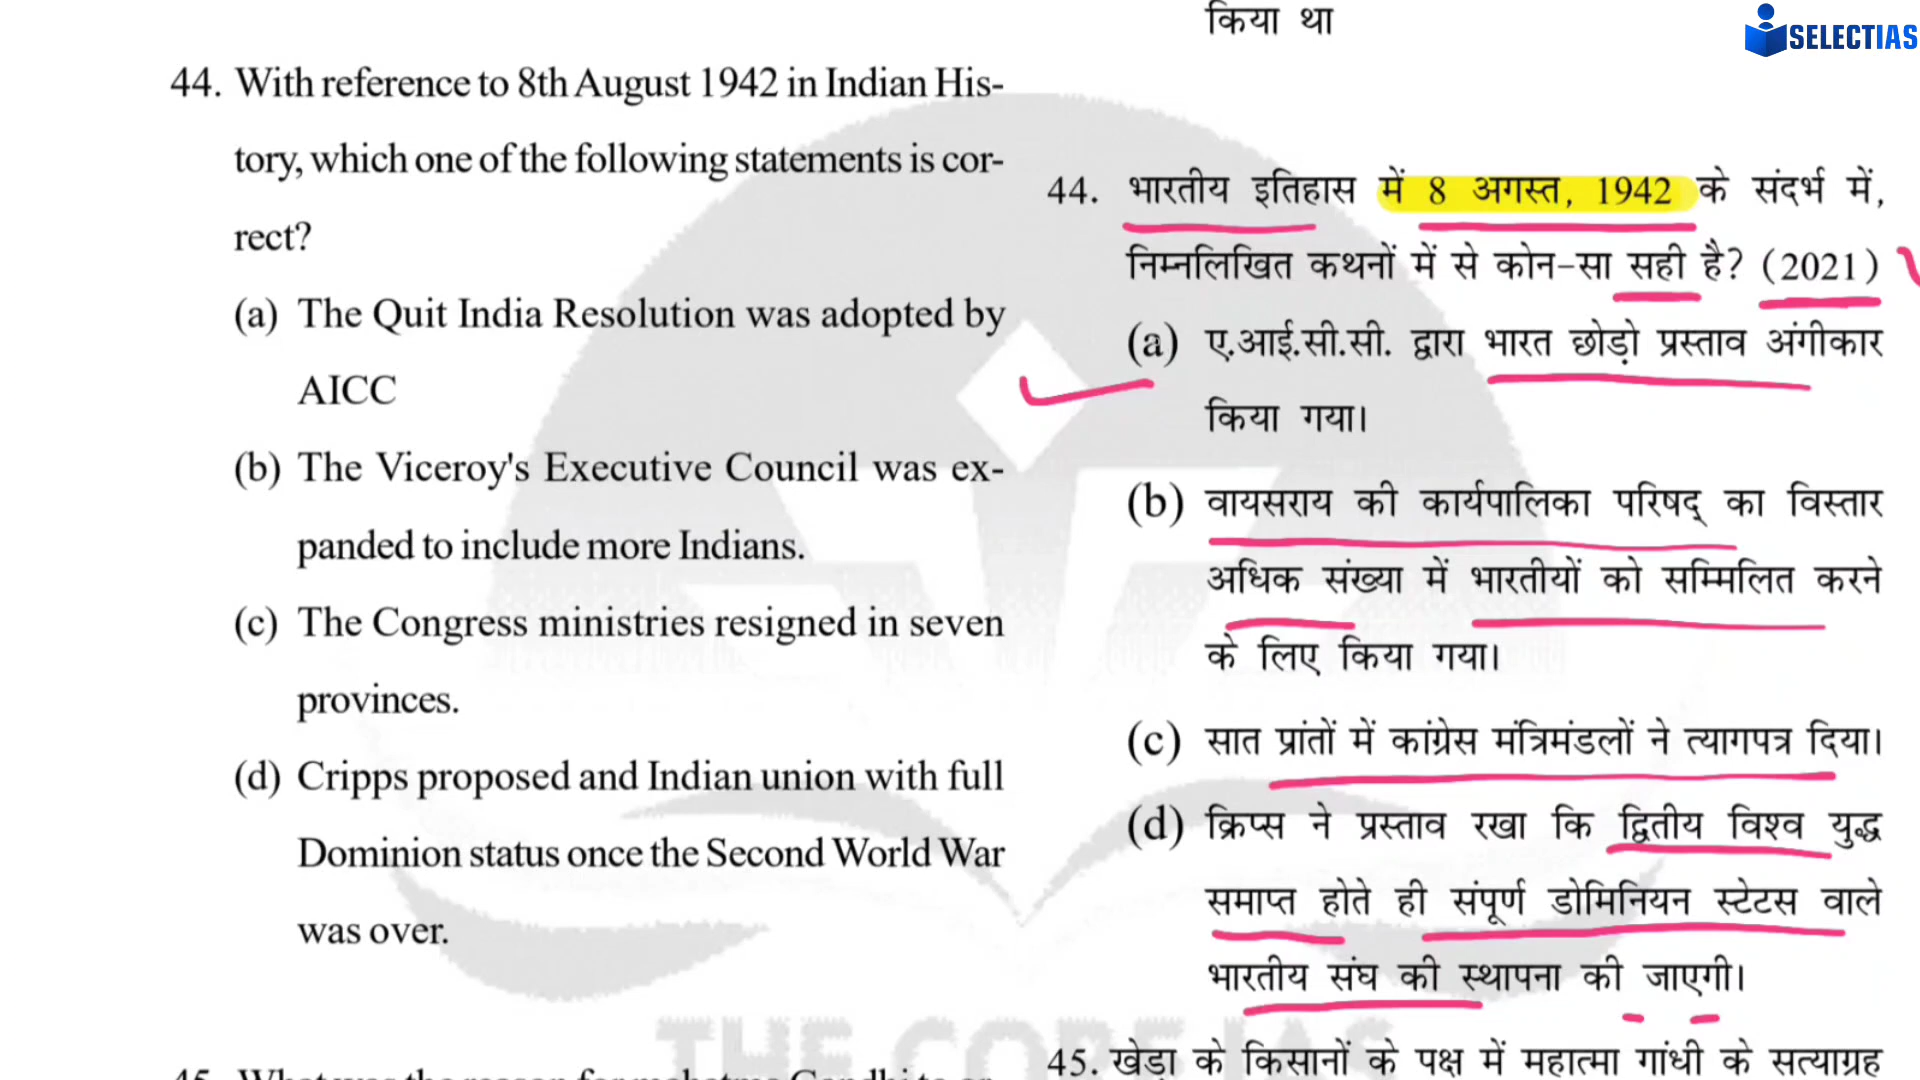 SELECTIAS
44. With reference to 8th August 1942 in Indian His-
tory, which one of the following statements is cor-
rect?
(a) The Quit India Resolution was adopted by
AICC
(b) The Viceroy's Executive Council was ex-
panded to include more Indians.
(c) The Congress ministries resigned in seven
provinces.
(d) Cripps proposed and Indian union with full
Dominion status once the Second World War
was over.
किया था
44. भारतीय इतिहास में 8 अगस्त, 1942 के संदर्भ में,
निम्नलिखित कथनों में से कोन-सा सही है? (2021)
(a) ए.आई.सी.सी. द्वारा भारत छोड़ो प्रस्ताव अंगीकार
किया गया।
(b) वायसराय की कार्यपालिका परिषद् का विस्तार
अधिक संख्या में भारतीयों को सम्मिलित करने
के लिए किया गया।
(c) सात प्रांतों में कांग्रेस मंत्रिमंडलों ने त्यागपत्र दिया।
(d) क्रिप्स ने प्रस्ताव रखा कि द्वितीय विश्व युद्ध
समाप्त होते ही संपूर्ण डोमिनियन स्टेटस वाले
भारतीय संघ की स्थापना की जाएगी।
45. खेड़ा के किसानों के पक्ष में महात्मा गांधी के सत्याग्रह